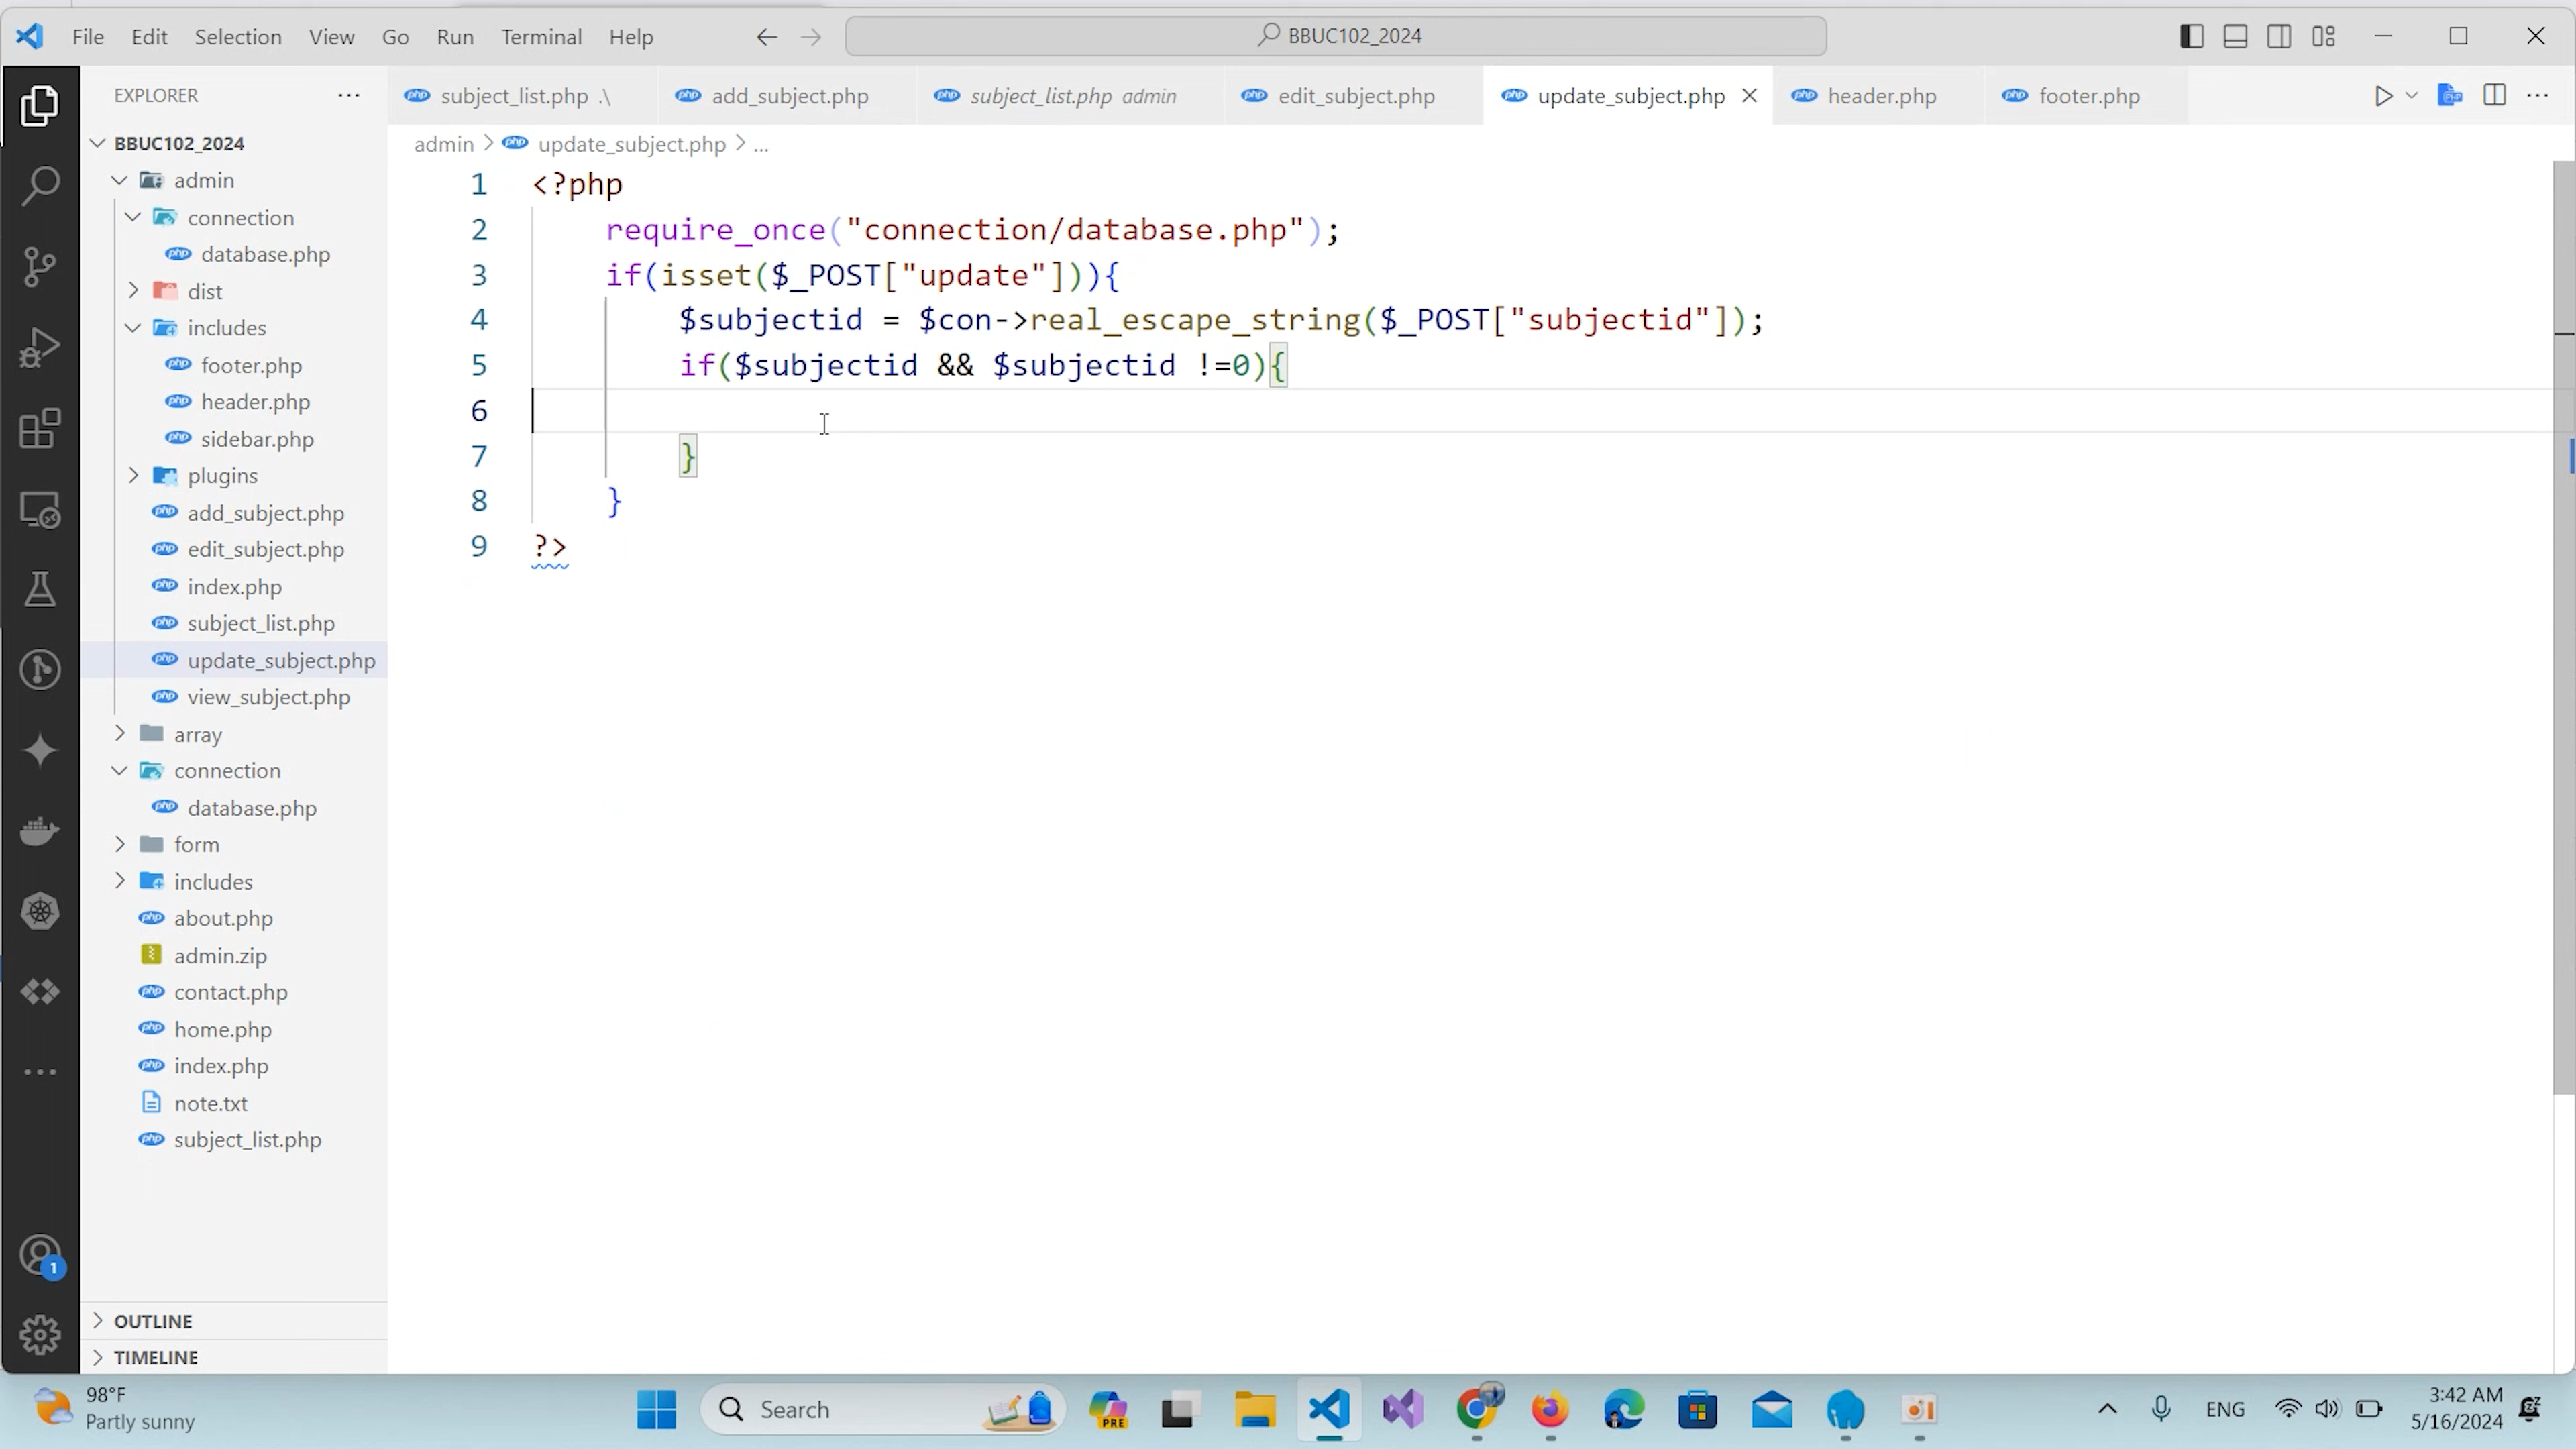 File Edit Selection View Go Run Terminal Help
BBUC102_2024
EXPLORER
BBUC102_2024
admin
connection
database.php
dist
includes
footer.php
header.php
sidebar.php
plugins
add_subject.php
edit_subject.php
index.php
subject_list.php
update_subject.php
view_subject.php
array
connection
database.php
form
includes
about.php
admin.zip
contact.php
home.php
index.php
note.txt
subject_list.php
OUTLINE
TIMELINE
1
subject_list.php .\ add_subject.php subject_list.php admin edit_subject.php update_subject.php header.php footer.php
admin > update_subject.php > ...
1 <?php
2 require_once("connection/database.php");
3 if(isset($_POST["update"])){
4 $subjectid = $con->real_escape_string($_POST["subjectid"]);
5 if($subjectid && $subjectid !=0){
6
7 }
8 }
9 ?>
98°F
Partly sunny
Search
PRE
ENG
3:42 AM
5/16/2024